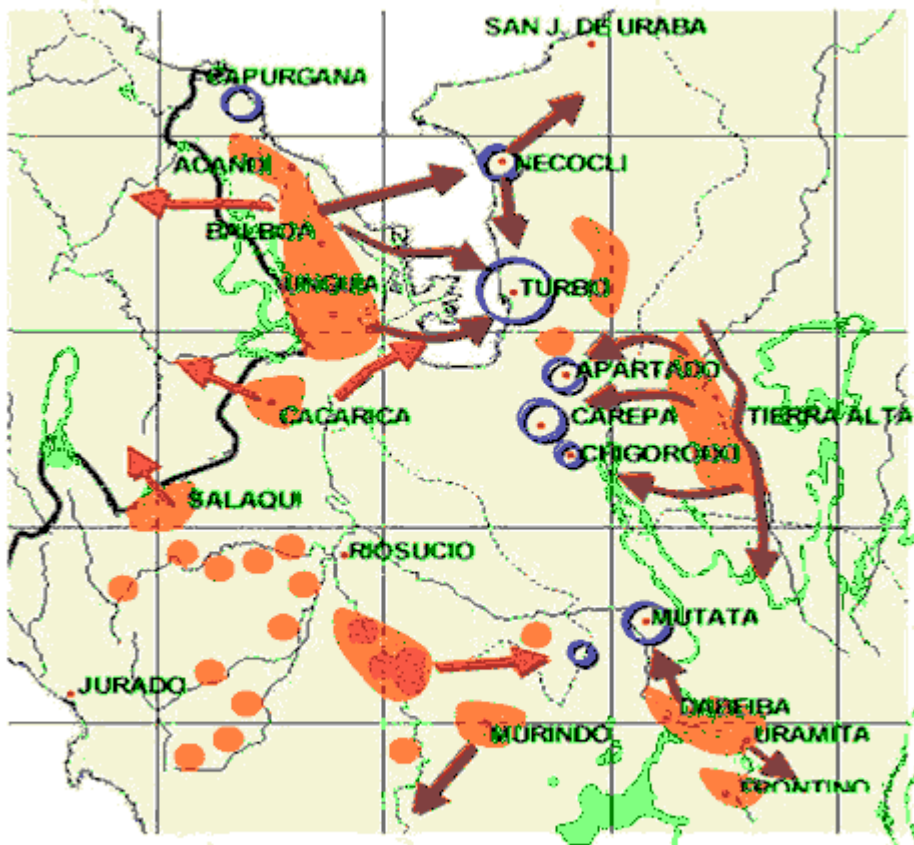 SAN J. DE URABA
CAPURGANA
ACANDI
NECOCLI
BALBOA
UNGUIA
TURBO
APARTADO
CACARICA
CAREPA
TIERRA ALTA
CHIGORODO
SALAQUI
RIOSUCIO
MUTATA
JURADO
DABEIBA
MURINDO
URAMITA
FRONTINO